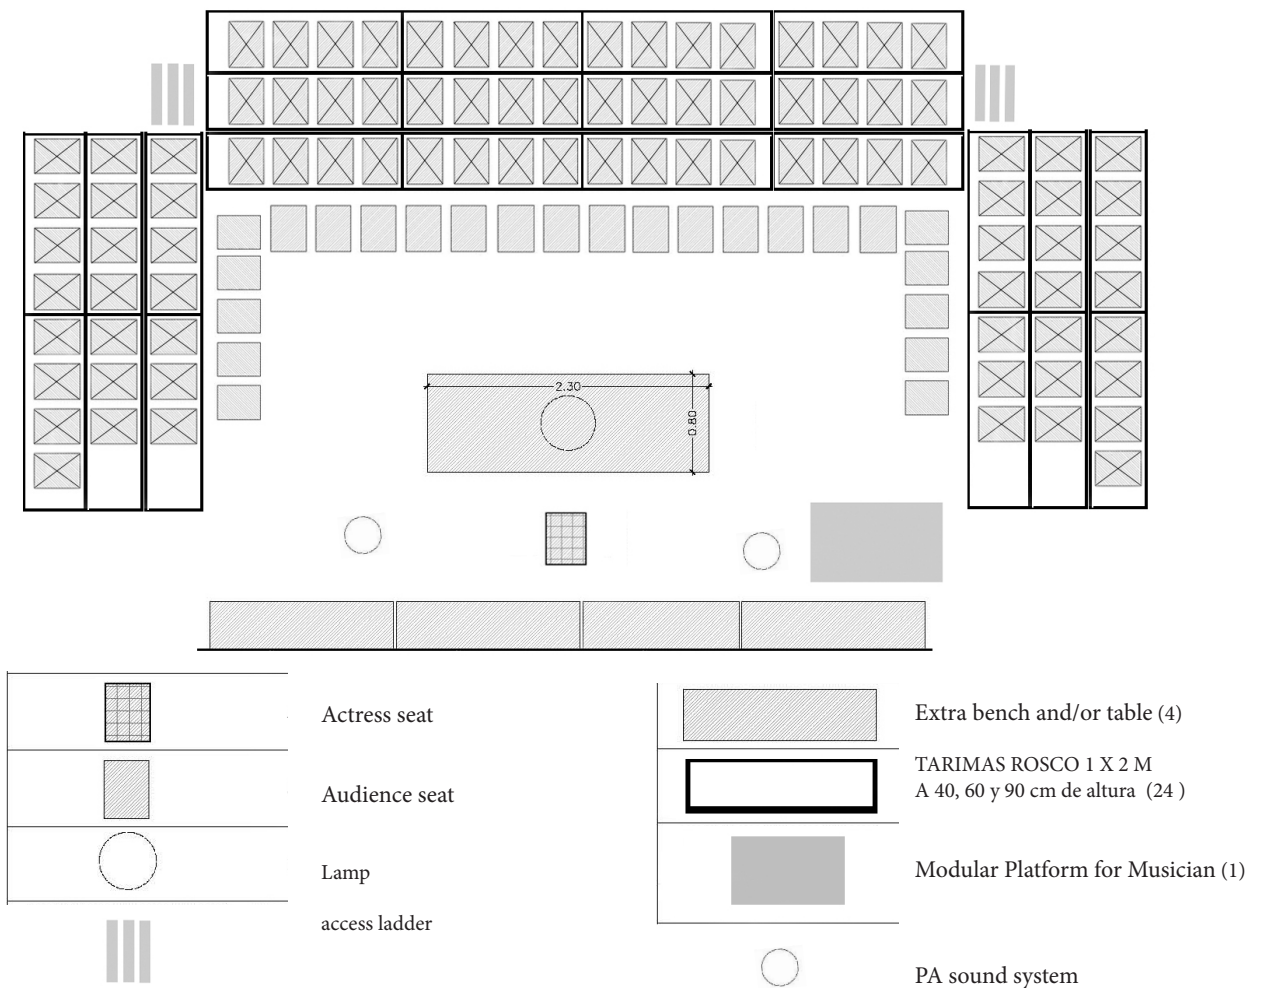 2.30
0.80
Actress seat
Audience seat
Lamp
access ladder
Extra bench and/or table (4)
TARIMAS ROSCO 1 X 2 M
A 40, 60 y 90 cm de altura (24 )
Modular Platform for Musician (1)
PA sound system